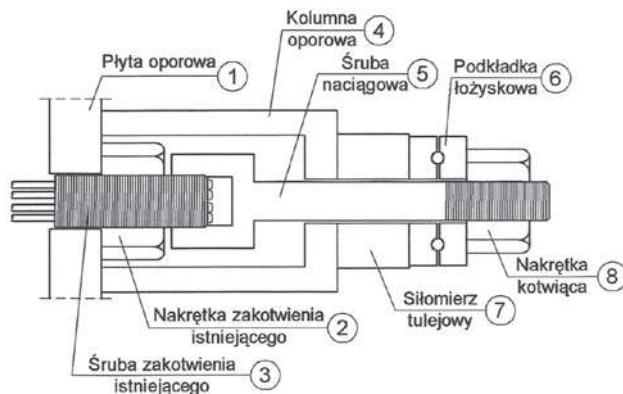 Kolumna
oporowa 4
Płyta oporowa 1
Śruba
naciągowa 5
Podkładka
łożyskowa 6
Nakrętka
kotwiąca 8
Siłomierz
tulejowy 7
Nakrętka zakotwienia
istniejącego 2
Śruba zakotwienia
istniejącego 3